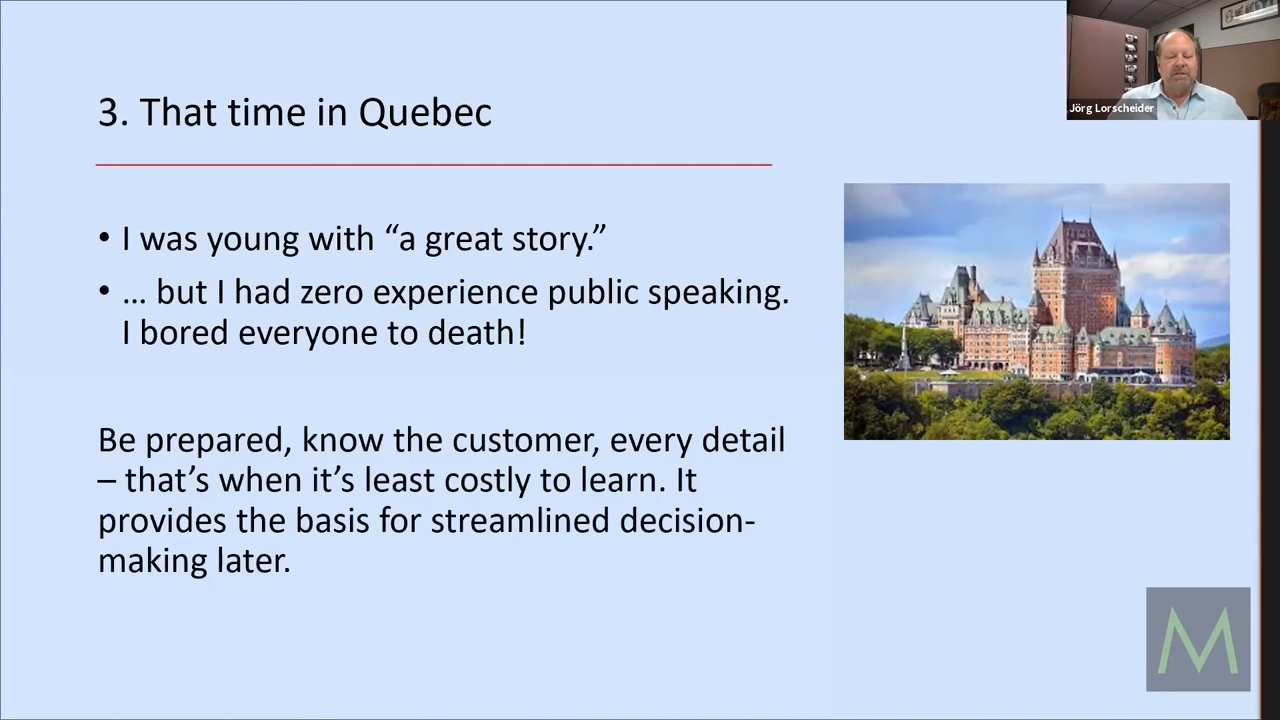 3. That time in Quebec
• I was young with “a great story.”
• … but I had zero experience public speaking.
I bored everyone to death!
Be prepared, know the customer, every detail
– that’s when it’s least costly to learn. It
provides the basis for streamlined decision-
making later.
Jörg Lorscheider
M